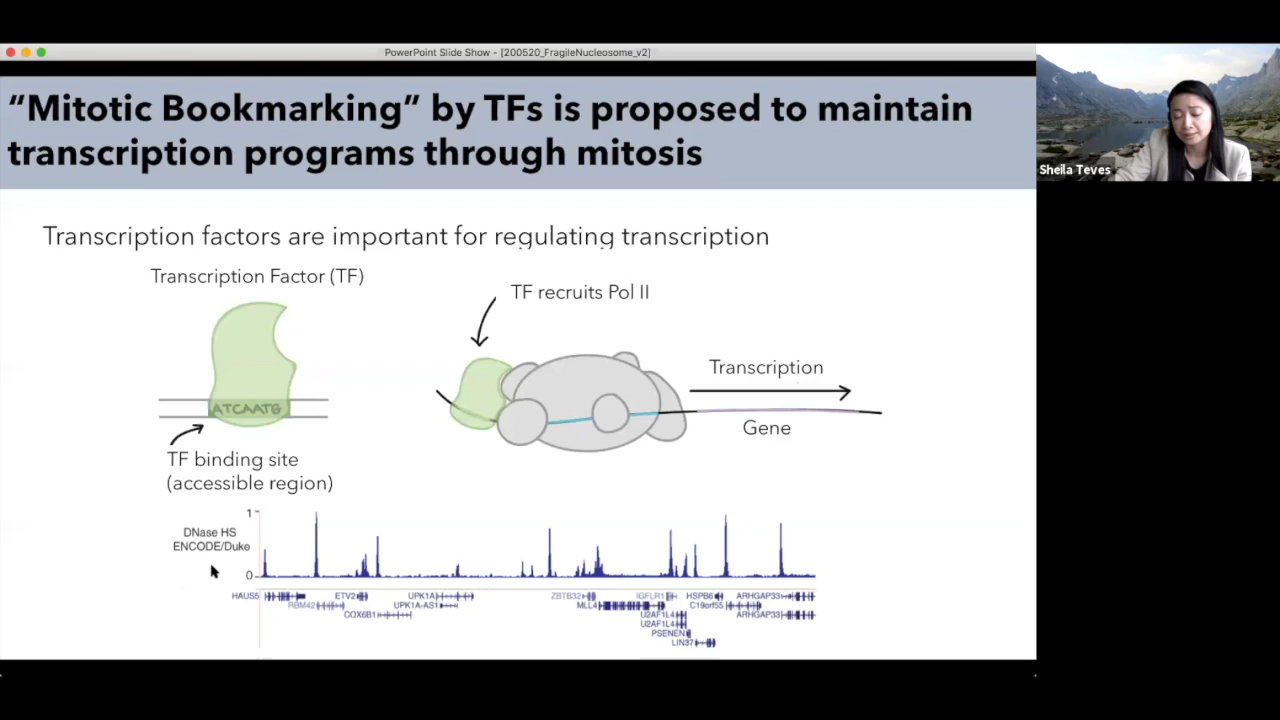 PowerPoint Slide Show - [200520_FragileNucleosome_v2]
“Mitotic Bookmarking” by TFs is proposed to maintain
transcription programs through mitosis
Sheila Teves
Transcription factors are important for regulating transcription
Transcription Factor (TF)
TF recruits Pol II
ATCAATG
Transcription
Gene
TF binding site
(accessible region)
1
DNase HS
ENCODE/Duke
0
HAUS5
ETV2
UPK1A
ZBTB32
IGFLR1
HSPB6
ARHGAP33
RBM42
UPK1A-AS1
MLL4
C19orf55
COX6B1
U2AF1L4
ARHGAP33
U2AF1L4
PSENEN
LIN37